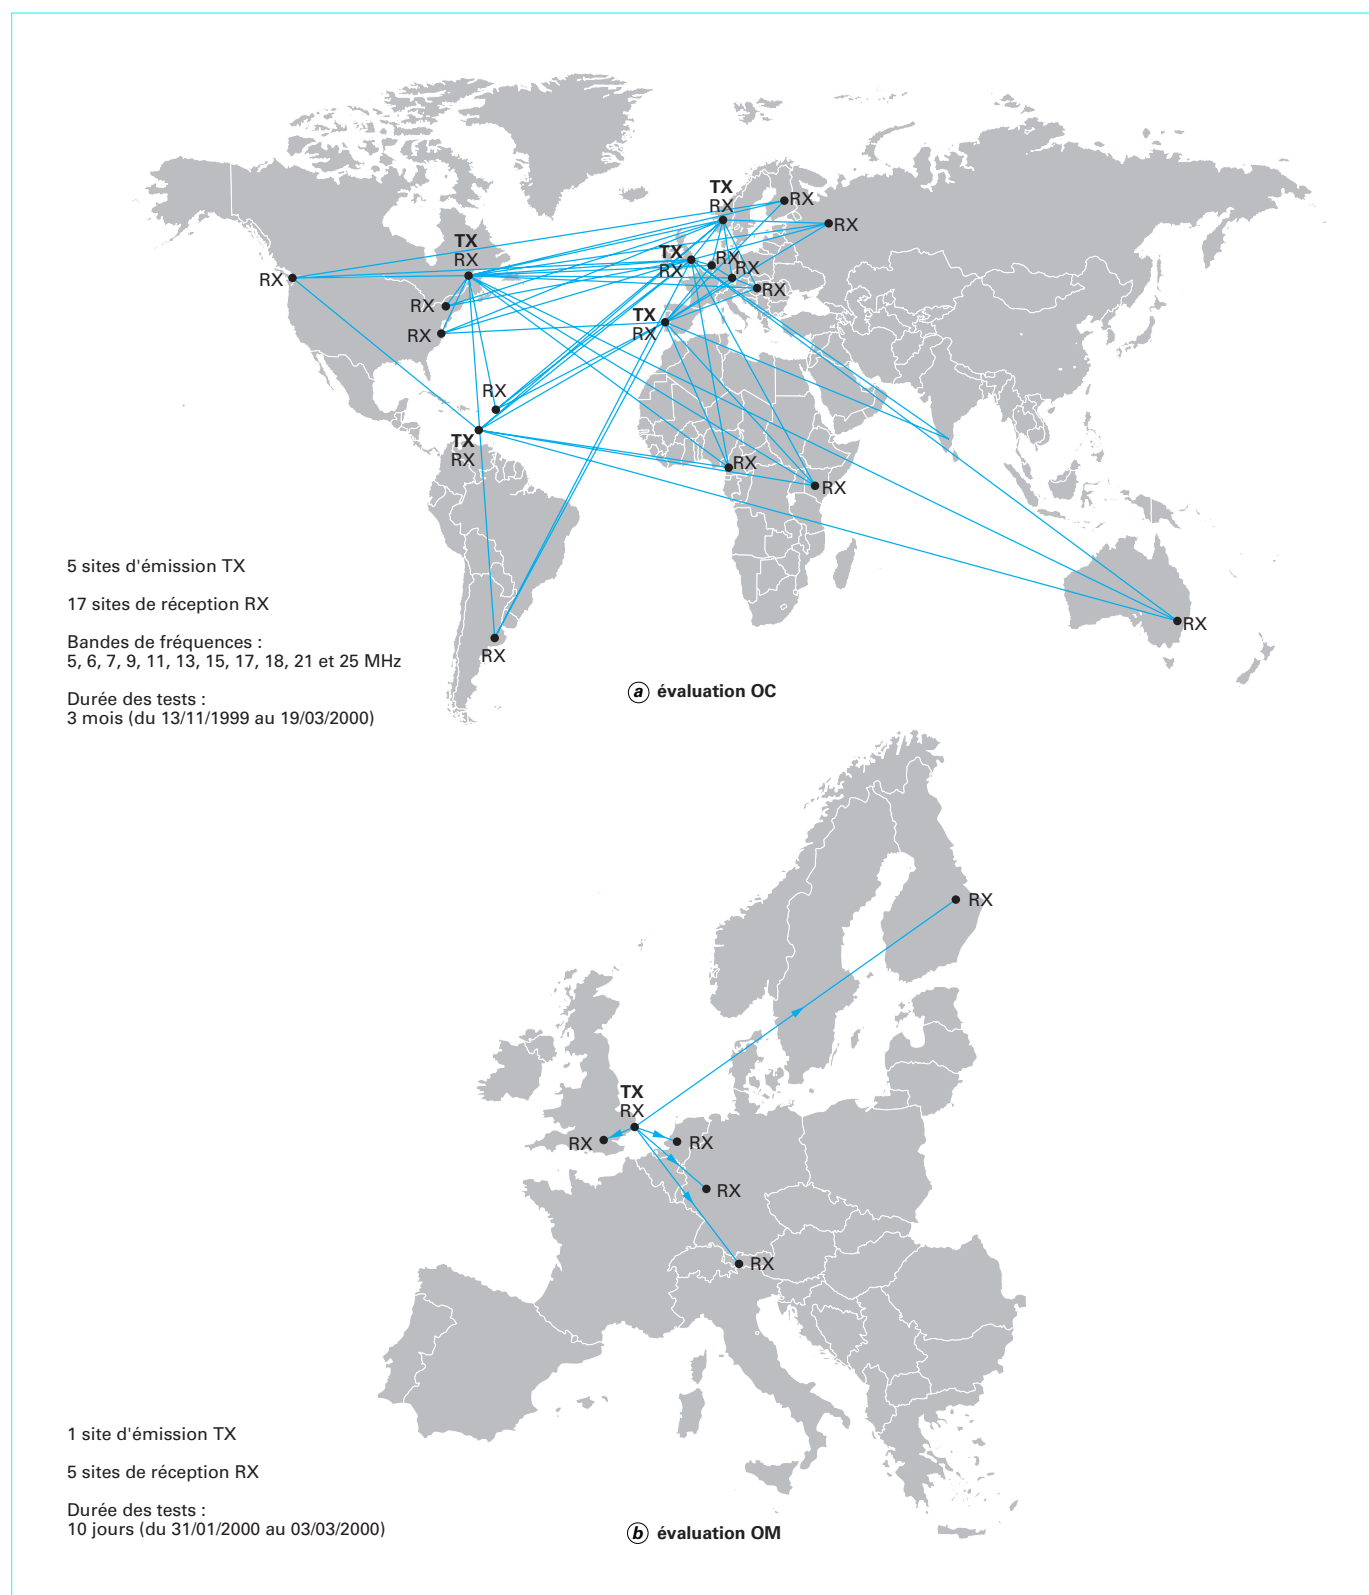 TX
RX
RX
RX
TX
RX
TX
RX
RX
RX
RX
RX
RX
TX
RX
RX
RX
TX
RX
RX
RX
RX
RX
5 sites d'émission TX
17 sites de réception RX
Bandes de fréquences :
5, 6, 7, 9, 11, 13, 15, 17, 18, 21 et 25 MHz
Durée des tests :
3 mois (du 13/11/1999 au 19/03/2000)
a évaluation OC
RX
TX
RX
RX
RX
RX
RX
1 site d'émission TX
5 sites de réception RX
Durée des tests :
10 jours (du 31/01/2000 au 03/03/2000)
b évaluation OM